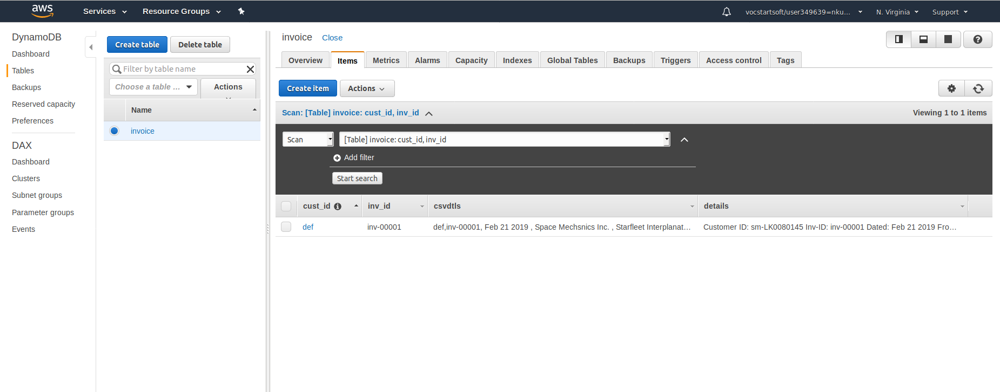 aws Services Resource Groups vocstartsoft/user349639=nku... N. Virginia Support
DynamoDB
Dashboard
Tables
Backups
Reserved capacity
Preferences
DAX
Dashboard
Clusters
Subnet groups
Parameter groups
Events
Create table Delete table
Filter by table name
Choose a table ... Actions
Name
invoice
invoice Close
Overview Items Metrics Alarms Capacity Indexes Global Tables Backups Triggers Access control Tags
Create item Actions
Scan: [Table] invoice: cust_id, inv_id Viewing 1 to 1 items
Scan [Table] invoice: cust_id, inv_id
Add filter
Start search
cust_id inv_id csvdtls details
def inv-00001 def,inv-00001, Feb 21 2019 , Space Mechsnics Inc. , Starfleet Interplanat... Customer ID: sm-LK0080145 Inv-ID: inv-00001 Dated: Feb 21 2019 Fro...